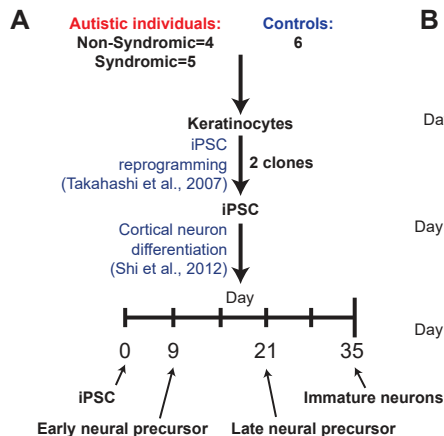 A
B
Autistic individuals: Controls:
Non-Syndromic=4 6
Syndromic=5
Keratinocytes
iPSC
reprogramming 2 clones
(Takahashi et al., 2007)
iPSC
Cortical neuron
differentiation
(Shi et al., 2012)
Day
0 9 21 35
iPSC Immature neurons
Early neural precursor Late neural precursor
Da
Day
Day